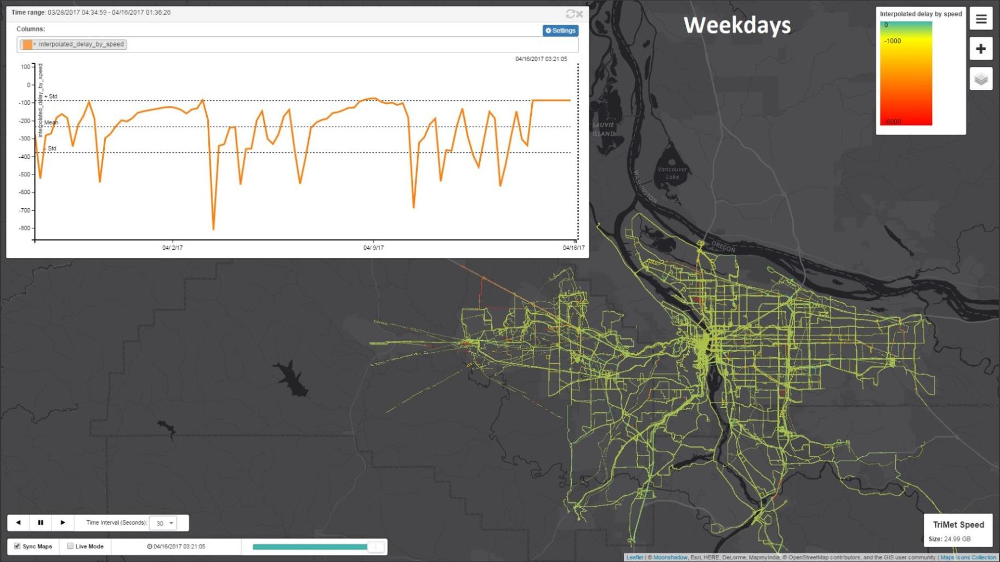 Time range: 03/28/2017 04:34:59 - 04/16/2017 01:36:26
Columns:
Settings
× interpolated_delay_by_speed
04/16/2017 03:21:05
interpolated_delay_by_speed
100
0
-100
-200
-300
-400
-500
-600
-700
-800
+ Std
Mean
- Std
04/ 2/17
04/ 9/17
04/16/17
Weekdays
Interpolated delay by speed
0
-1000
-6000
SAUVIE
ISLAND
Vancouver
Lake
WASHINGTON
OREGON
Time Interval (Seconds): 30
Sync Maps
Live Mode
04/16/2017 03:21:05
TriMet Speed
Size: 24.99 GB
Leaflet | © Moonshadow, Esri, HERE, DeLorme, MapmyIndia, © OpenStreetMap contributors, and the GIS user community | Maps Icons Collection